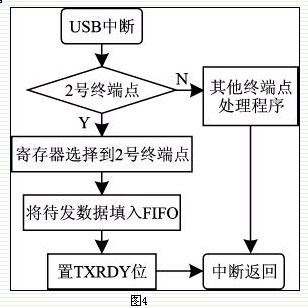 USB中断
2号终端点
N
其他终端点
处理程序
Y
寄存器选择到2号终端点
将待发数据填入FIFO
置TXRDY位
中断返回
图4